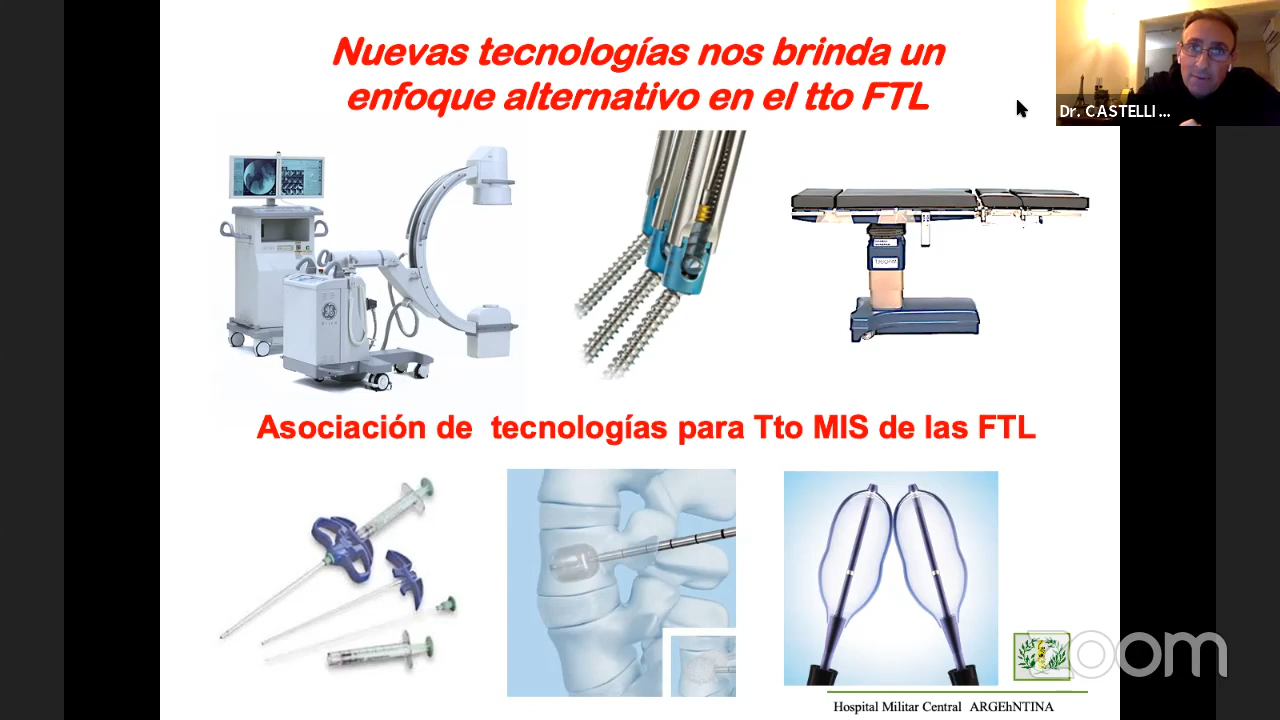 Nuevas tecnologías nos brinda un
enfoque alternativo en el tto FTL
Dr. CASTELLI ...
Asociación de tecnologías para Tto MIS de las FTL
zoom
Hospital Militar Central ARGEhNTINA